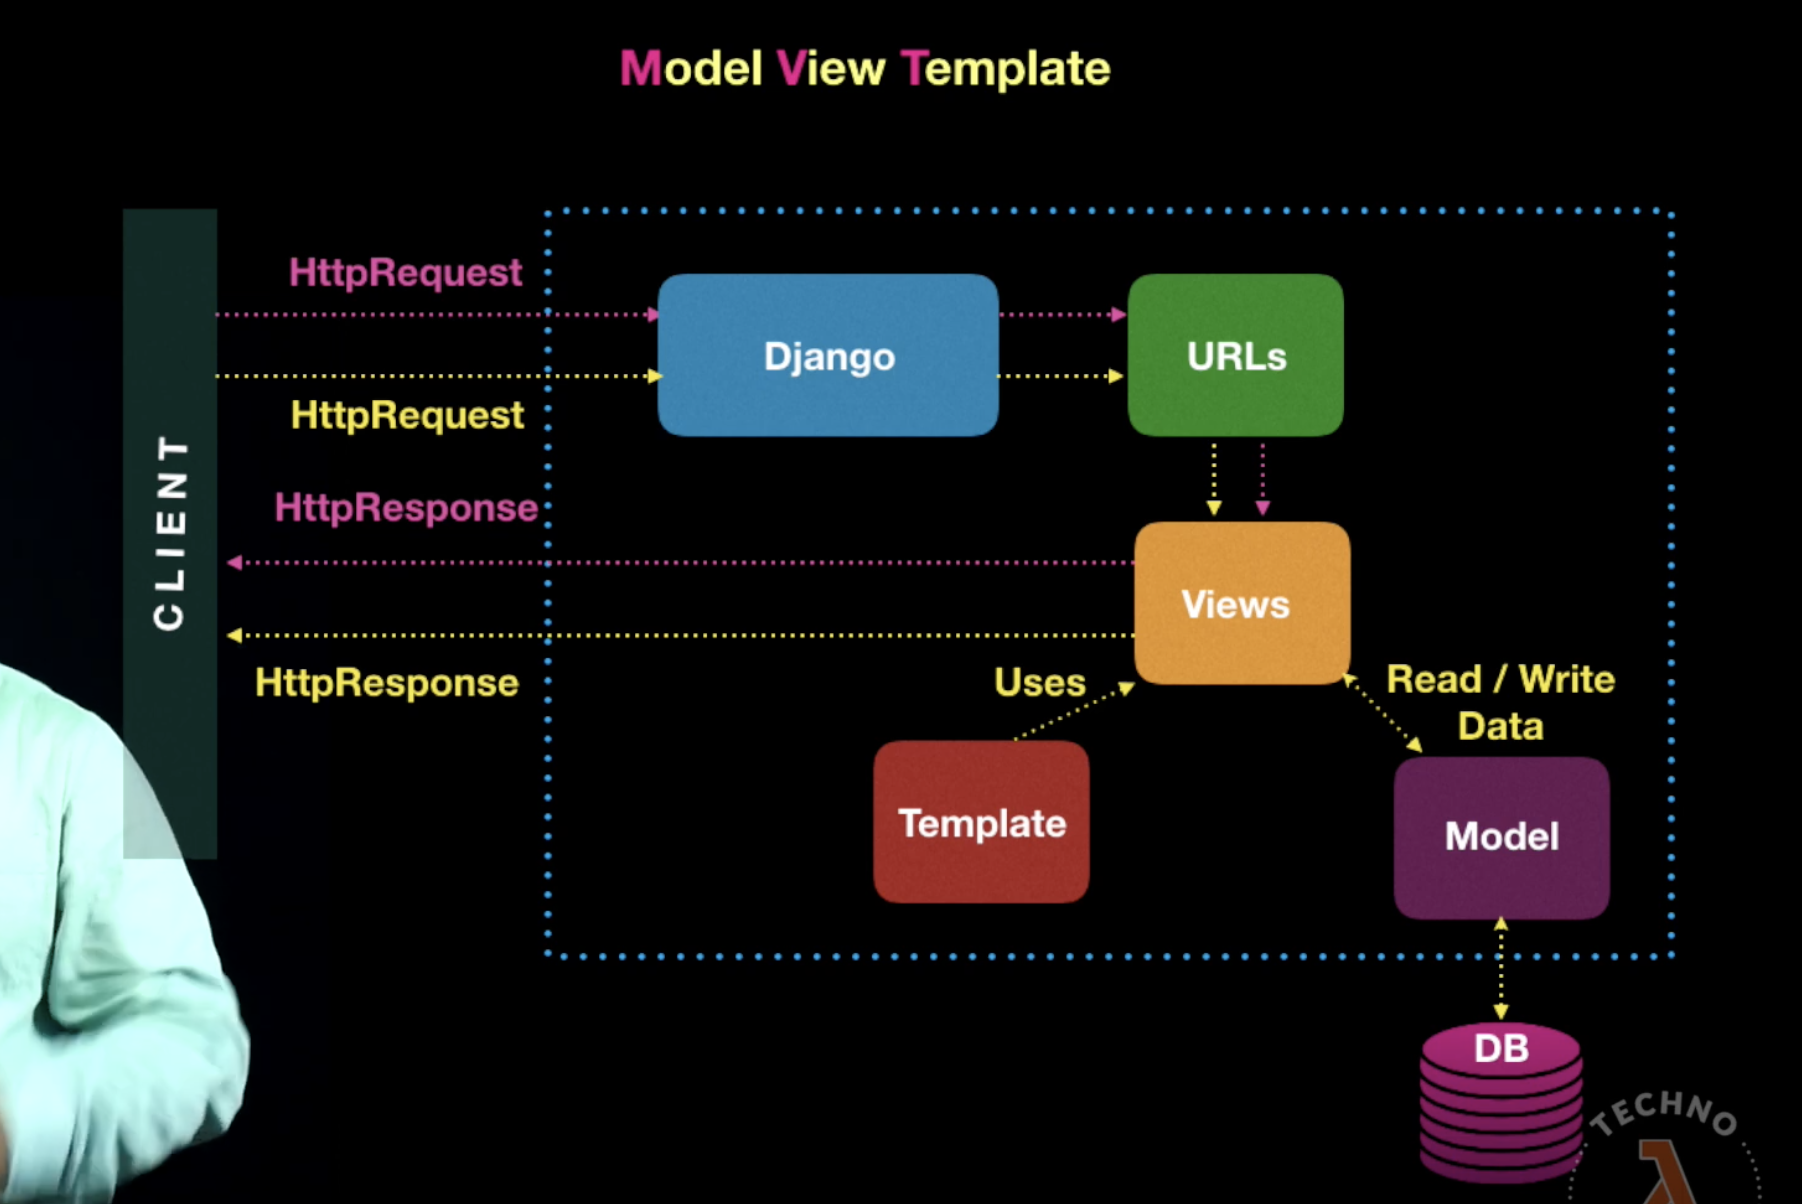 Model View Template
HttpRequest
Django
URLs
HttpRequest
HttpResponse
CLIENT
Views
HttpResponse
Uses
Read / Write
Data
Template
Model
DB
TECHNO